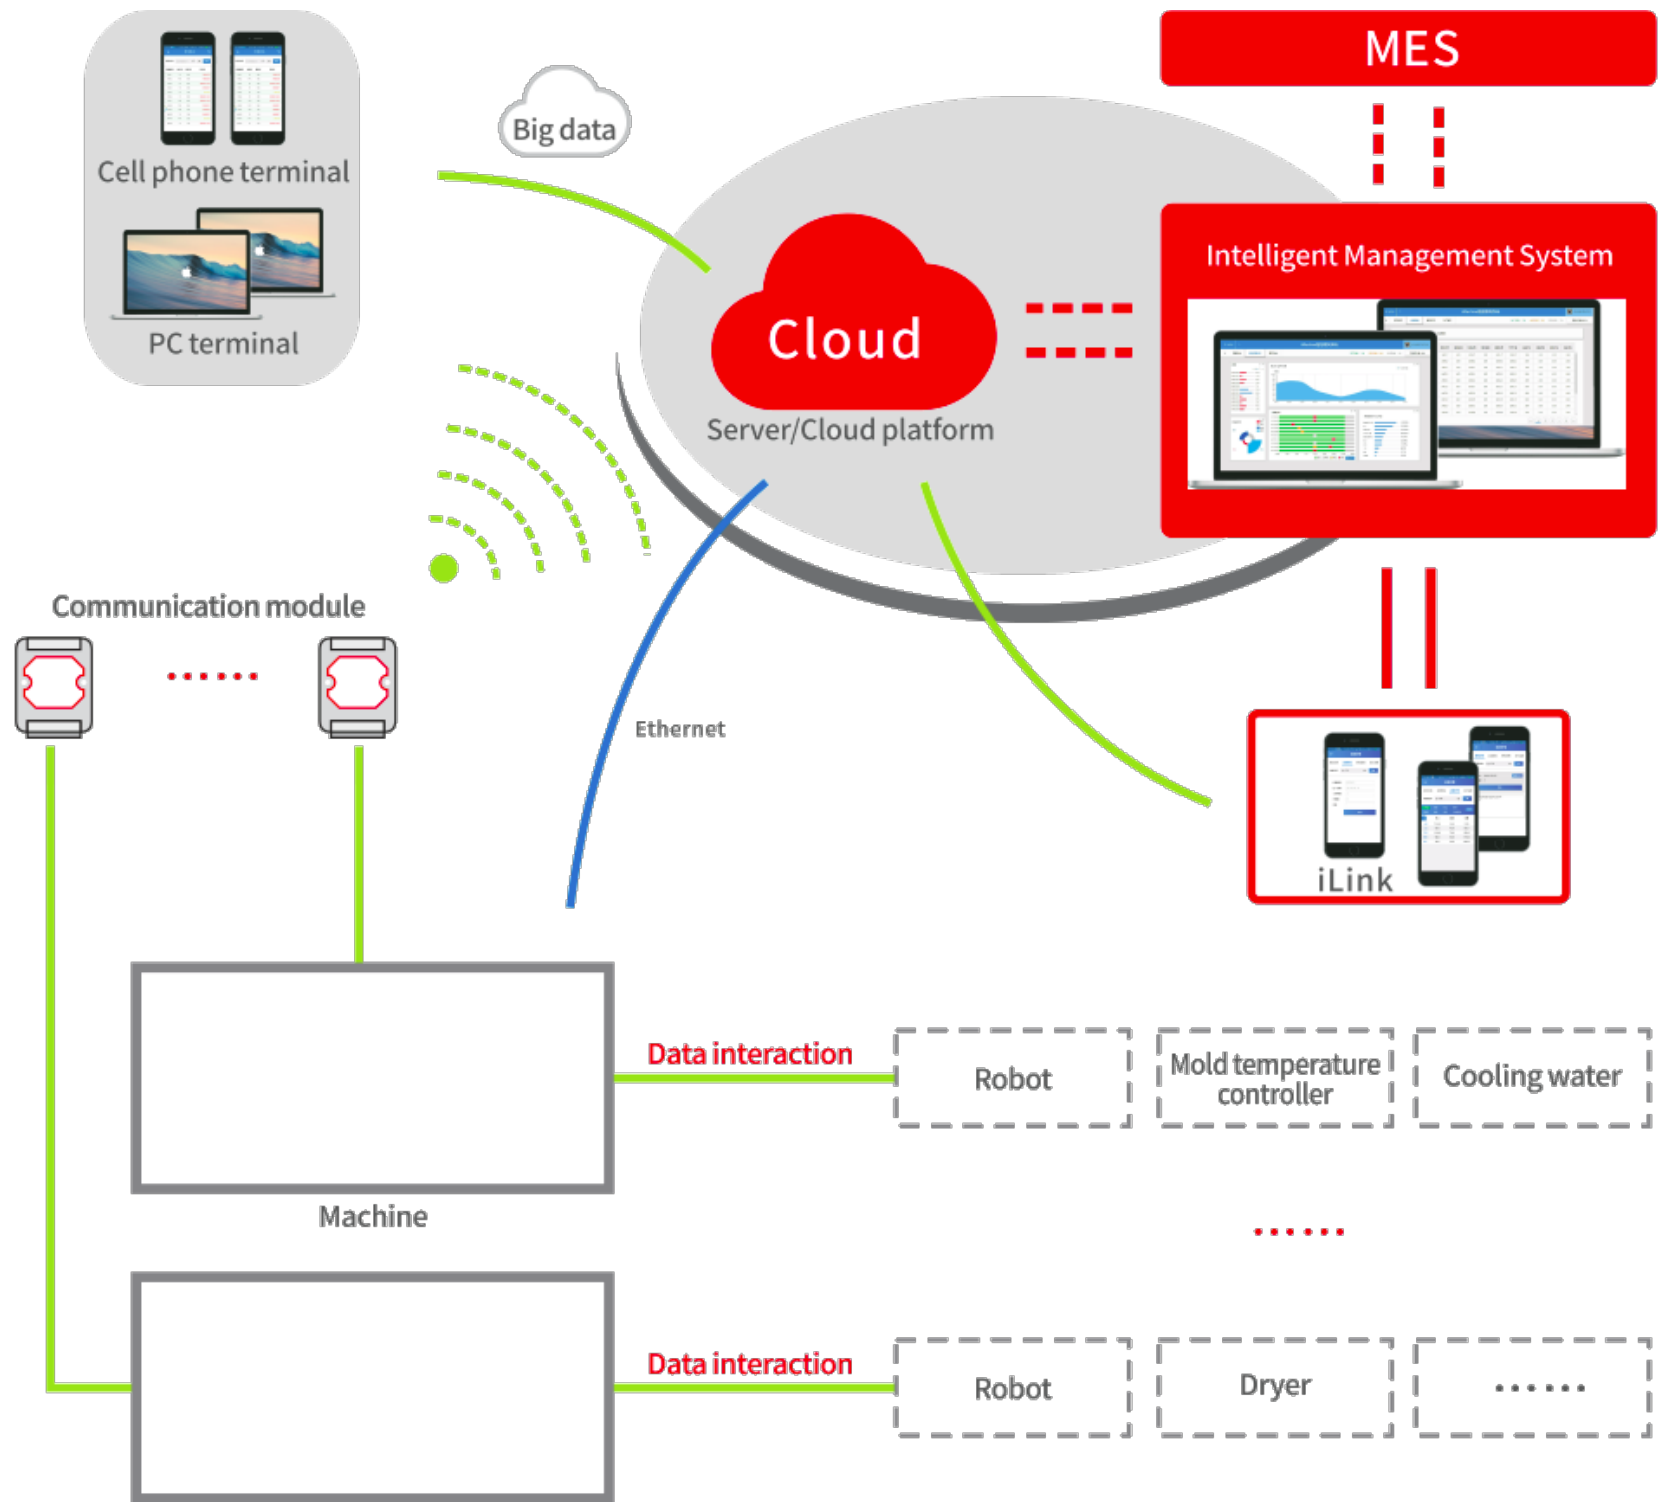 MES
Big data
Cell phone terminal
Intelligent Management System
PC terminal
Cloud
Server/Cloud platform
Communication module
Ethernet
iLink
Data interaction
Robot
Mold temperature
controller
Cooling water
Machine
Data interaction
Robot
Dryer